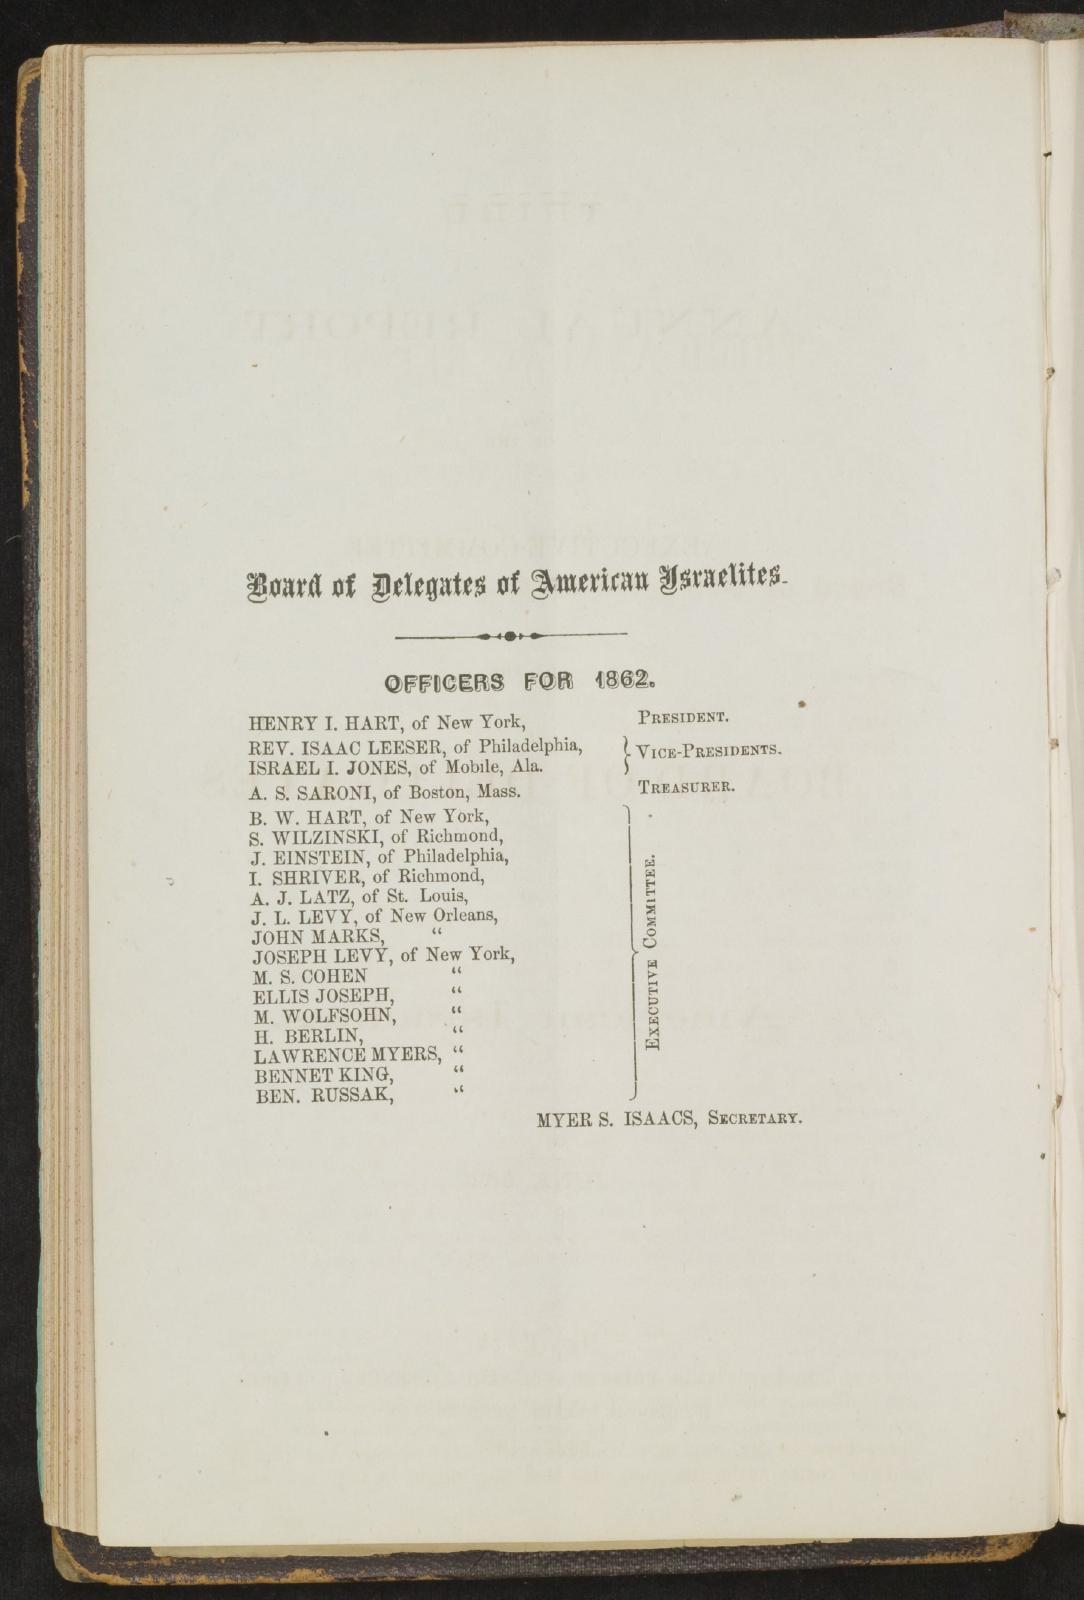 Board of Delegates of American Israelites.
OFFICERS FOR 1862.
HENRY I. HART, of New York, PRESIDENT.
REV. ISAAC LEESER, of Philadelphia,
ISRAEL I. JONES, of Mobile, Ala.
} VICE-PRESIDENTS.
A. S. SARONI, of Boston, Mass. TREASURER.
B. W. HART, of New York,
S. WILZINSKI, of Richmond,
J. EINSTEIN, of Philadelphia,
I. SHRIVER, of Richmond,
A. J. LATZ, of St. Louis,
J. L. LEVY, of New Orleans,
JOHN MARKS, "
JOSEPH LEVY, of New York,
M. S. COHEN "
ELLIS JOSEPH, "
M. WOLFSOHN, "
H. BERLIN, "
LAWRENCE MYERS, "
BENNET KING, "
BEN. RUSSAK, "
} EXECUTIVE COMMITTEE.
MYER S. ISAACS, SECRETARY.